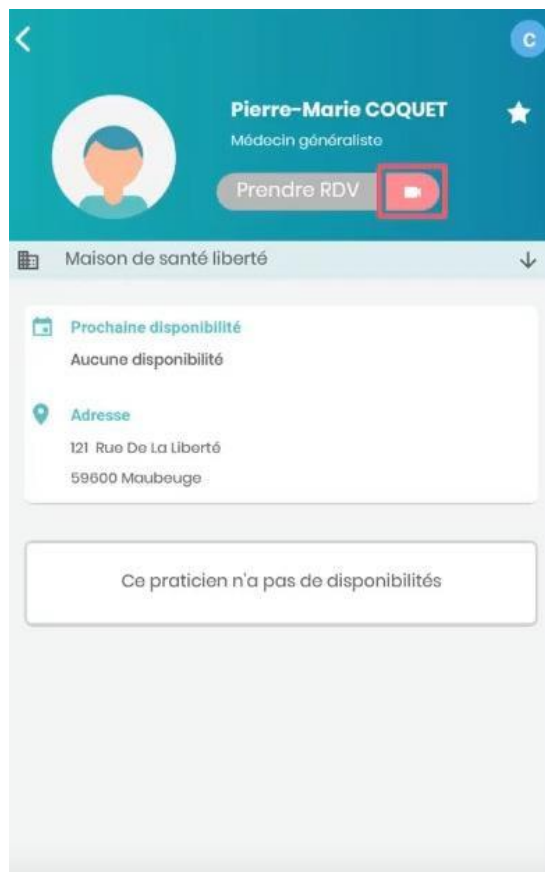 C
Pierre-Marie COQUET
Médecin généraliste
Prendre RDV
Maison de santé liberté
Prochaine disponibilité
Aucune disponibilité
Adresse
121 Rue De La Liberté
59600 Maubeuge
Ce praticien n'a pas de disponibilités